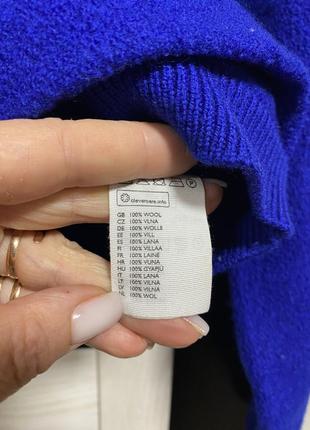 clevercare.info
GB 100% WOOL
CZ 100% VLNA
DE 100% WOLLE
EE 100% VILL
ES 100% LANA
FI 100% VILLAA
FR 100% LAINE
HR 100% VUNA
HU 100% GYAPJÚ
IT 100% LANA
LT 100% VILNA
LV 100% VILNA
NL 100% WOL